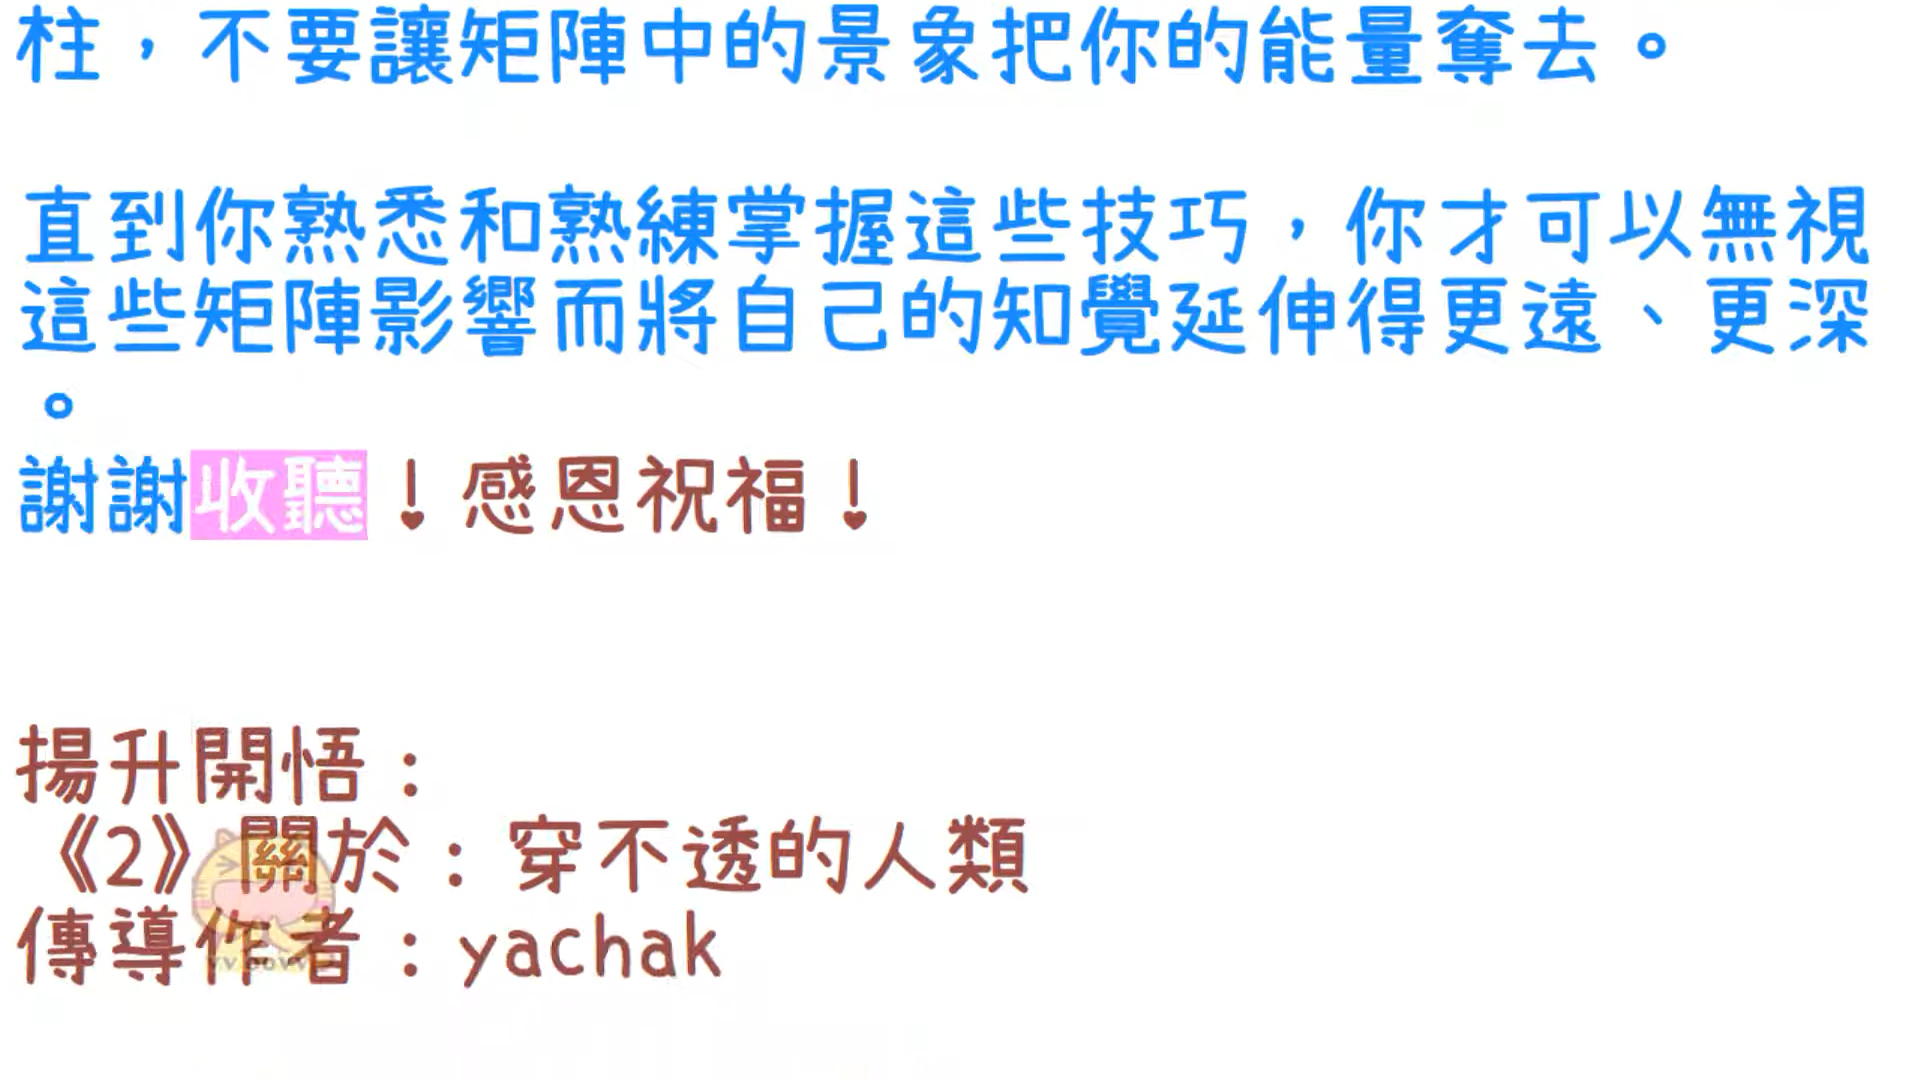 柱，不要讓矩陣中的景象把你的能量奪去。
直到你熟悉和熟練掌握這些技巧，你才可以無視
這些矩陣影響而將自己的知覺延伸得更遠、更深
。
謝謝收聽！感恩祝福！
揚升開悟：
《2》關於：穿不透的人類
傳導作者：yachak